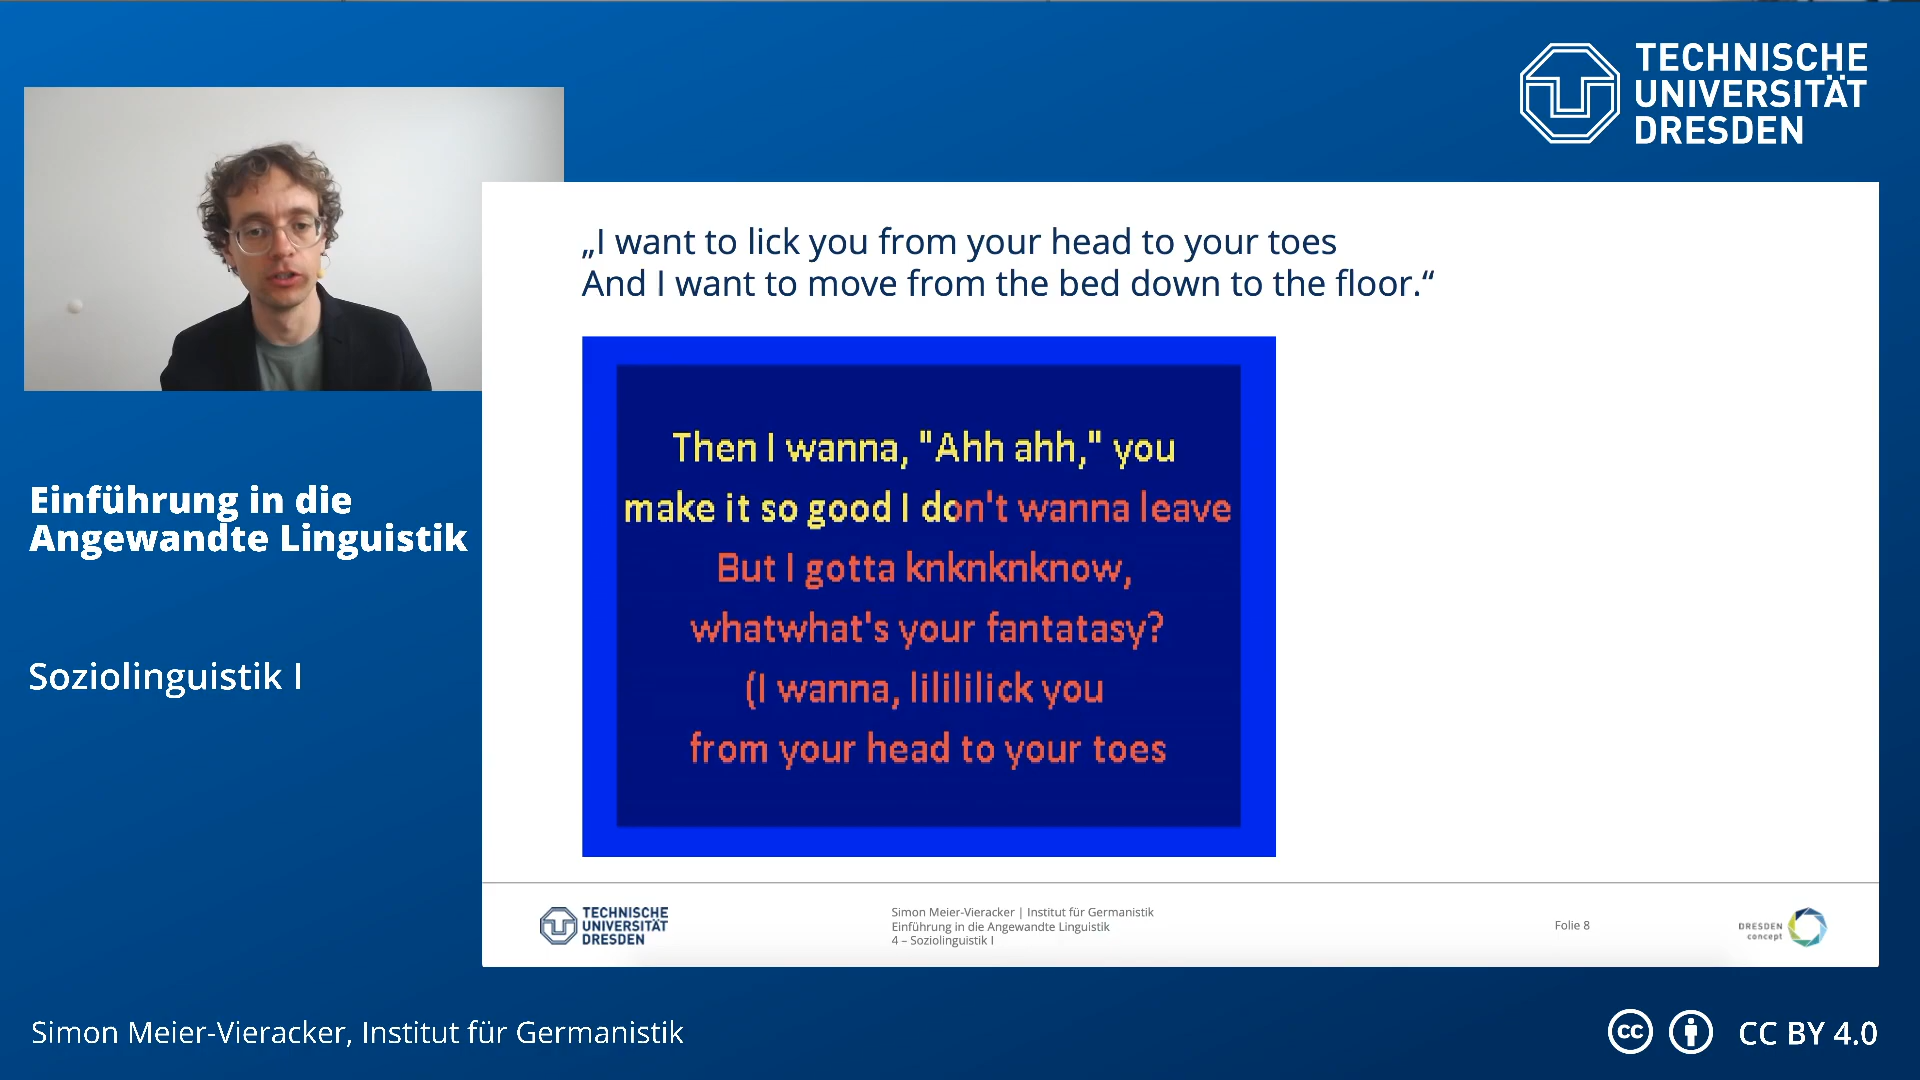 TECHNISCHE
UNIVERSITÄT
DRESDEN
„I want to lick you from your head to your toes
And I want to move from the bed down to the floor.“
Then I wanna, "Ahh ahh," you
make it so good I don't wanna leave
But I gotta knknknknow,
whatwhat's your fantatasy?
(I wanna, lililililick you
from your head to your toes
Einführung in die
Angewandte Linguistik
Soziolinguistik I
TECHNISCHE
UNIVERSITÄT
DRESDEN
Simon Meier-Vieracker | Institut für Germanistik
Einführung in die Angewandte Linguistik
4 – Soziolinguistik I
Folie 8
DRESDEN
concept
Simon Meier-Vieracker, Institut für Germanistik
cc
CC BY 4.0